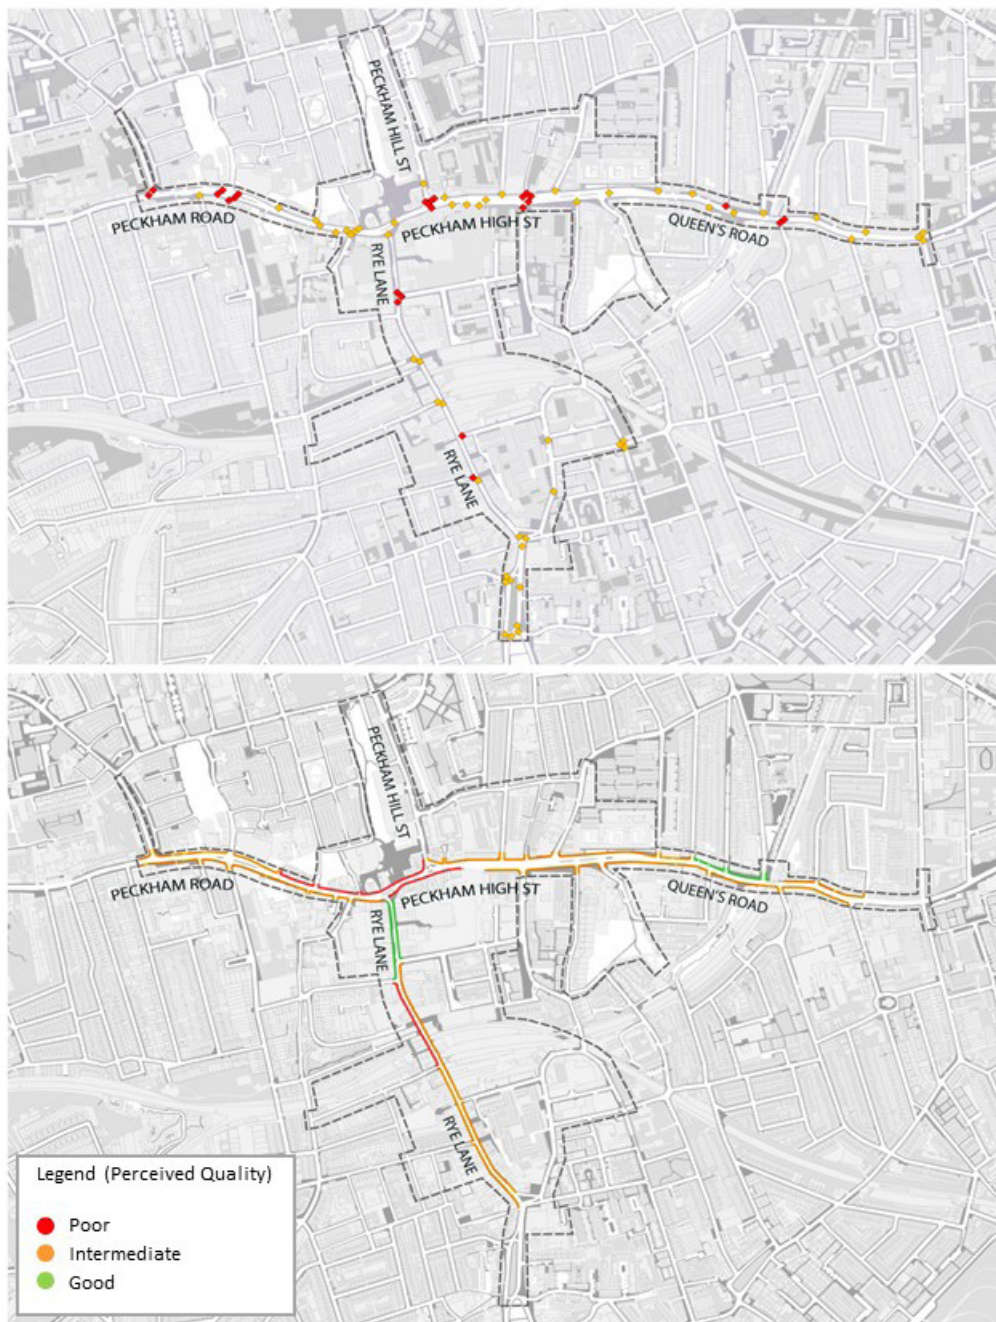 PECKHAM HILL ST
PECKHAM ROAD
PECKHAM HIGH ST
QUEEN'S ROAD
RYE LANE
RYE LANE
PECKHAM HILL ST
PECKHAM ROAD
PECKHAM HIGH ST
QUEEN'S ROAD
RYE LANE
RYE LANE
Legend (Perceived Quality)
Poor
Intermediate
Good